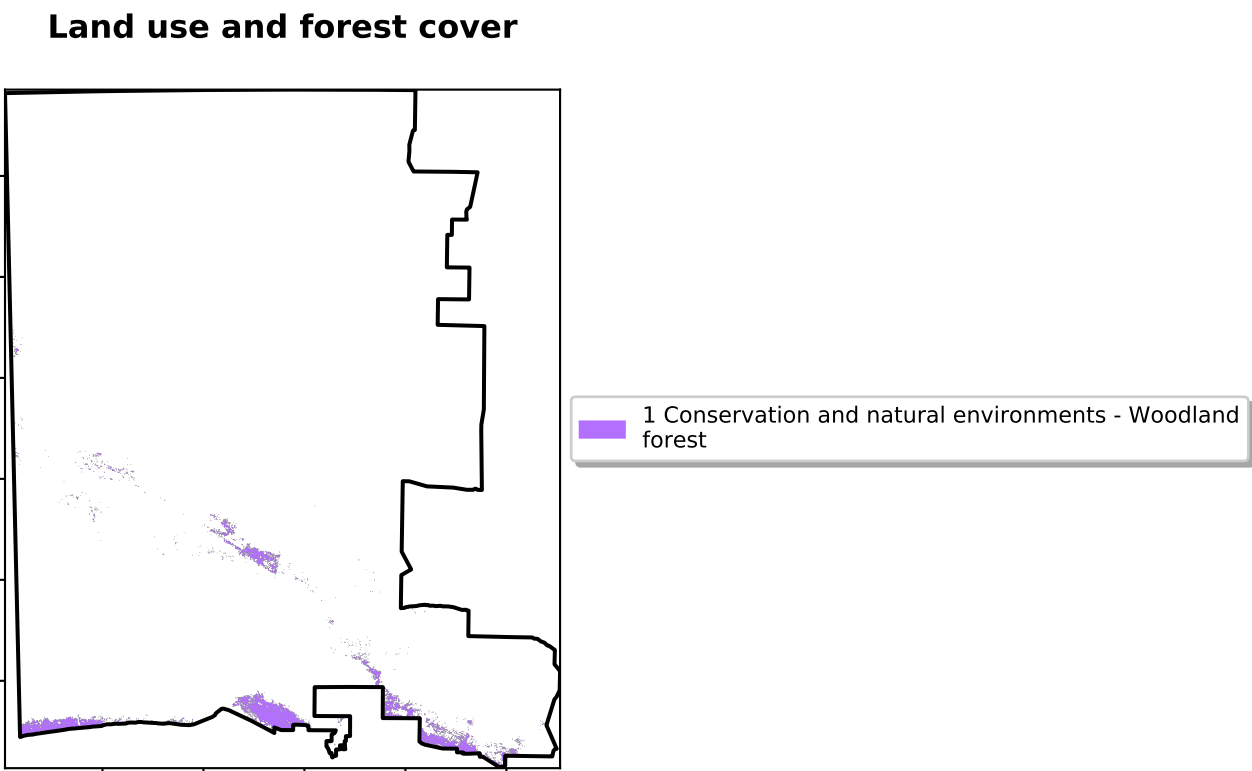 Land use and forest cover
1 Conservation and natural environments - Woodland
forest